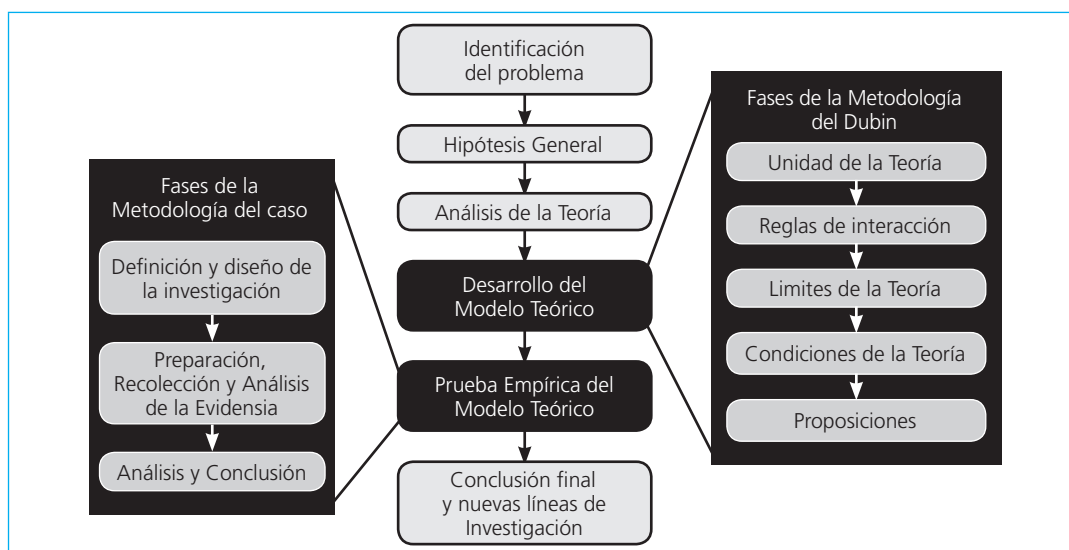 Identificación
del problema
Hipótesis General
Análisis de la Teoría
Desarrollo del
Modelo Teórico
Prueba Empírica del
Modelo Teórico
Conclusión final
y nuevas líneas de
Investigación
Fases de la
Metodología del caso
Definición y diseño de
la investigación
Preparación,
Recolección y Análisis
de la Evidensia
Análisis y Conclusión
Fases de la Metodología
del Dubin
Unidad de la Teoría
Reglas de interacción
Limites de la Teoría
Condiciones de la Teoría
Proposiciones